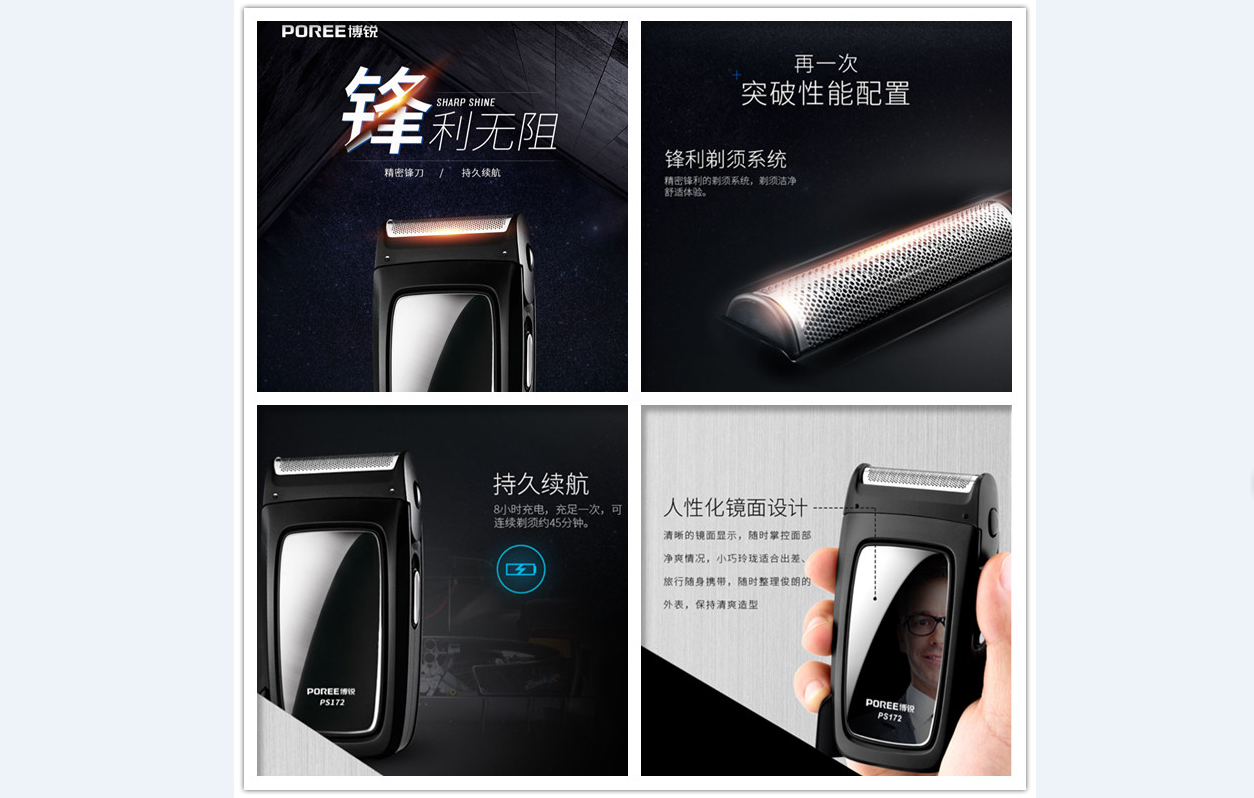 POREE博锐
锋利无阻
SHARP SHINE
精密锋刀 / 持久续航
再一次
突破性能配置
锋利剃须系统
精密锋利的剃须系统，剃须洁净
舒适体验。
持久续航
8小时充电，充足一次，可
连续剃须约45分钟。
POREE博锐
PS172
人性化镜面设计
清晰的镜面显示，随时掌控面部
净爽情况，小巧玲珑适合出差、
旅行随身携带，随时整理俊朗的
外表，保持清爽造型
POREE博锐
PS172